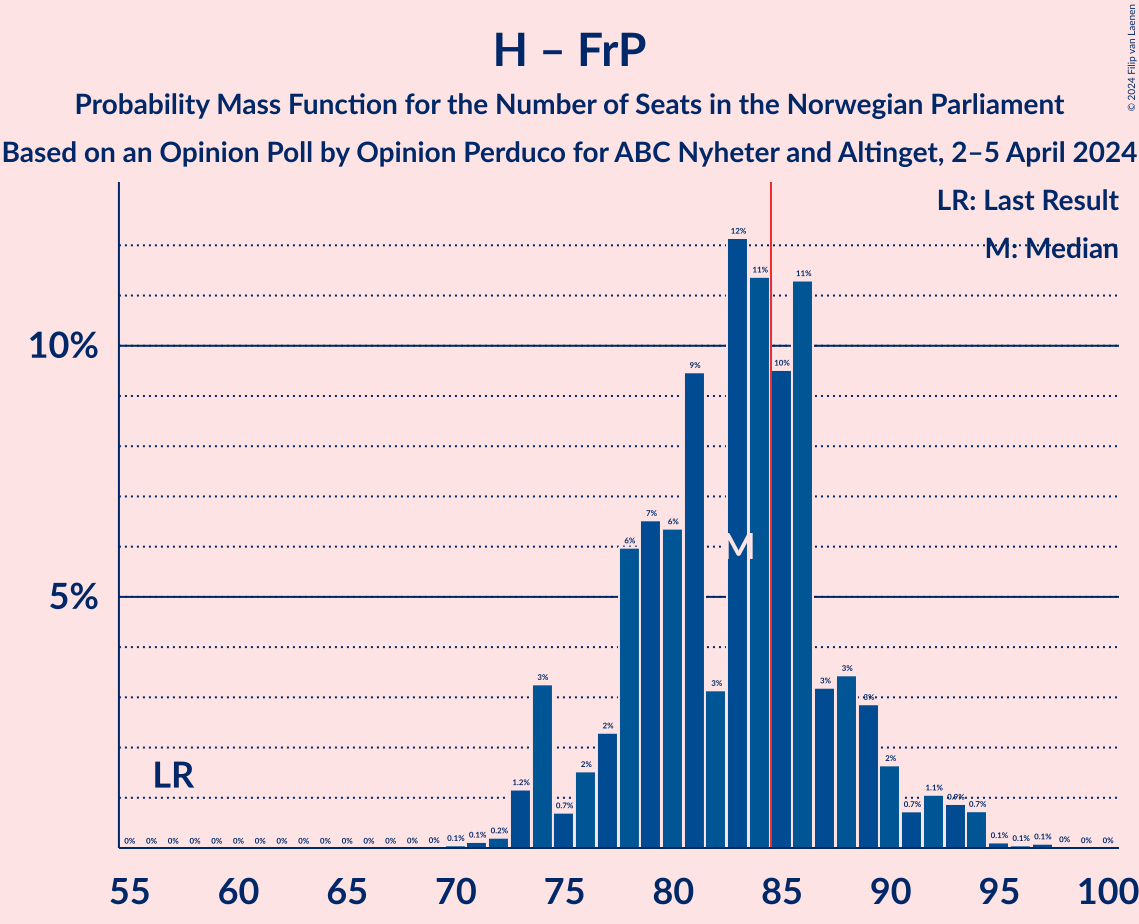 H – FrP
© 2024 Filip van Laenen
Probability Mass Function for the Number of Seats in the Norwegian Parliament
Based on an Opinion Poll by Opinion Perduco for ABC Nyheter and Altinget, 2–5 April 2024
LR: Last Result
M: Median
10%
5%
LR
M
0% 0% 0% 0% 0% 0% 0% 0% 0% 0% 0% 0% 0% 0% 0% 0.1% 0.1% 0.2% 1.2% 3% 0.7% 2% 2% 6% 7% 6% 9% 3% 12% 11% 10% 11% 3% 3% 3% 2% 0.7% 1.1% 0.9% 0.7% 0.1% 0.1% 0.1% 0% 0% 0%
55 60 65 70 75 80 85 90 95 100